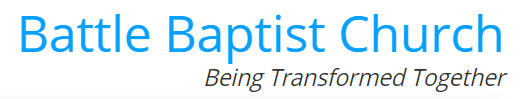 Battle Baptist Church
Being Transformed Together